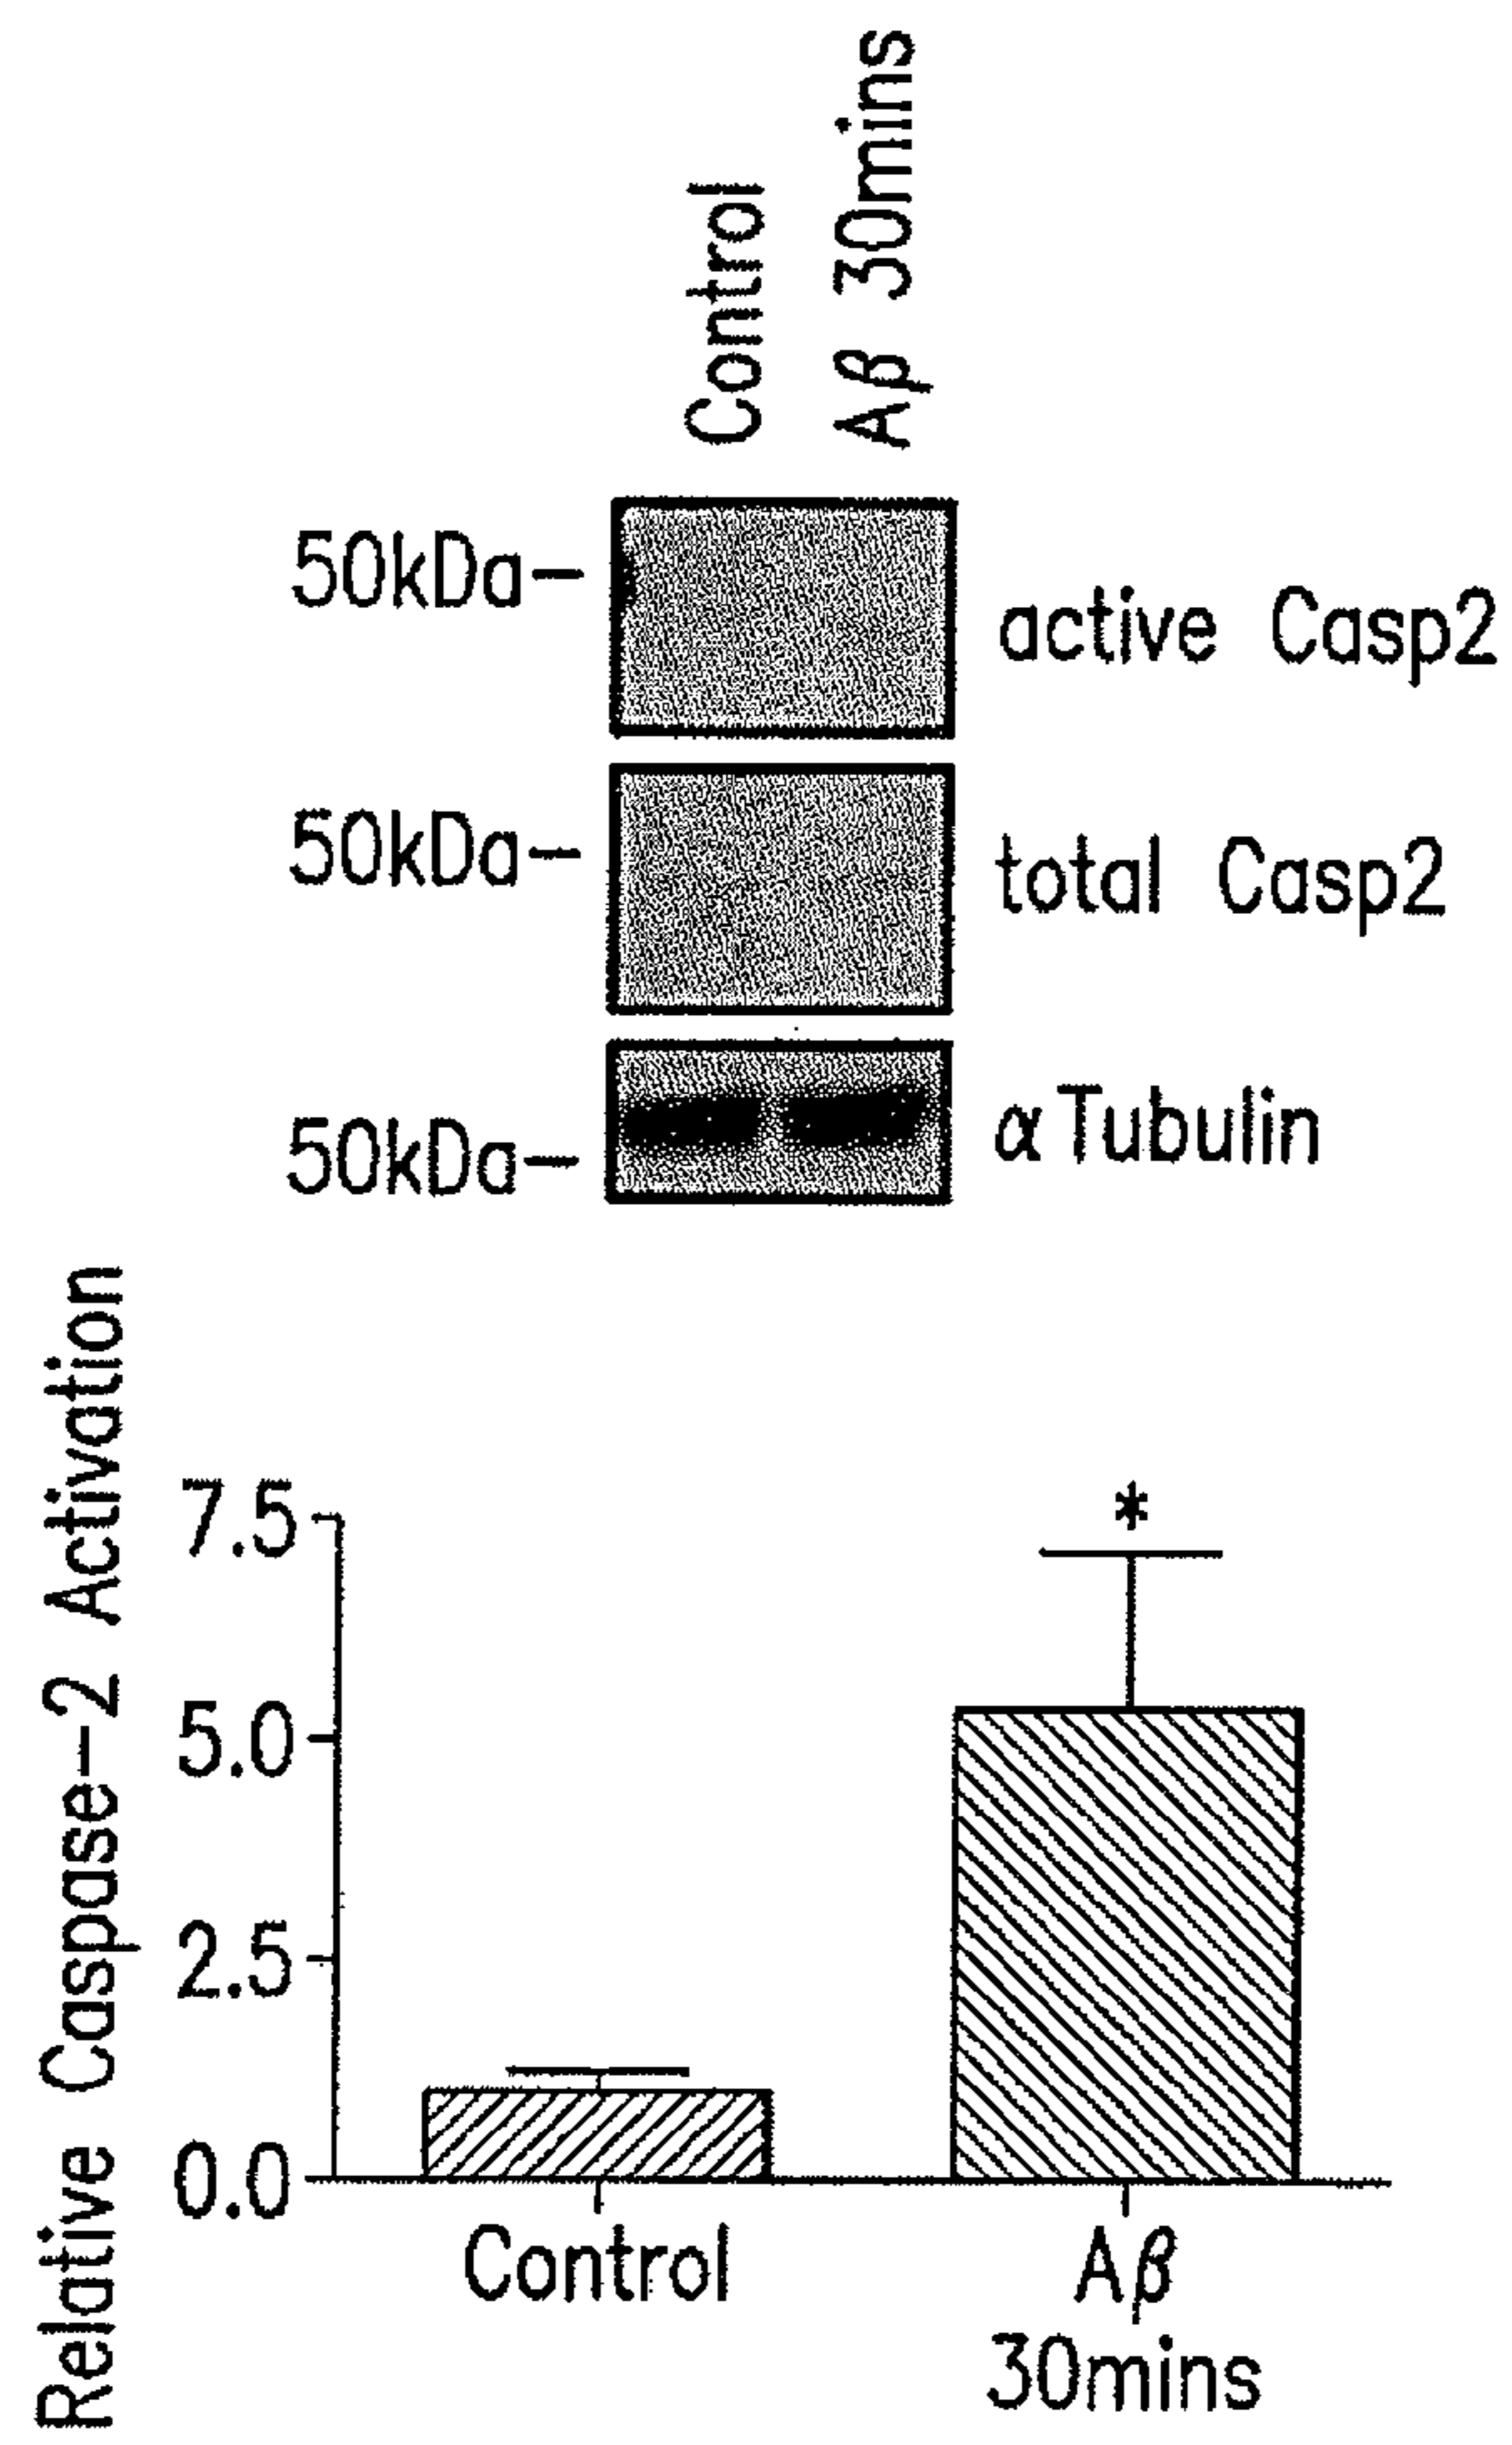 Control
Aβ 30mins
50kDa-
active Casp2
50kDa-
total Casp2
50kDa-
αTubulin
Relative Caspase-2 Activation
7.5
5.0
2.5
0.0
*
Control
Aβ
30mins